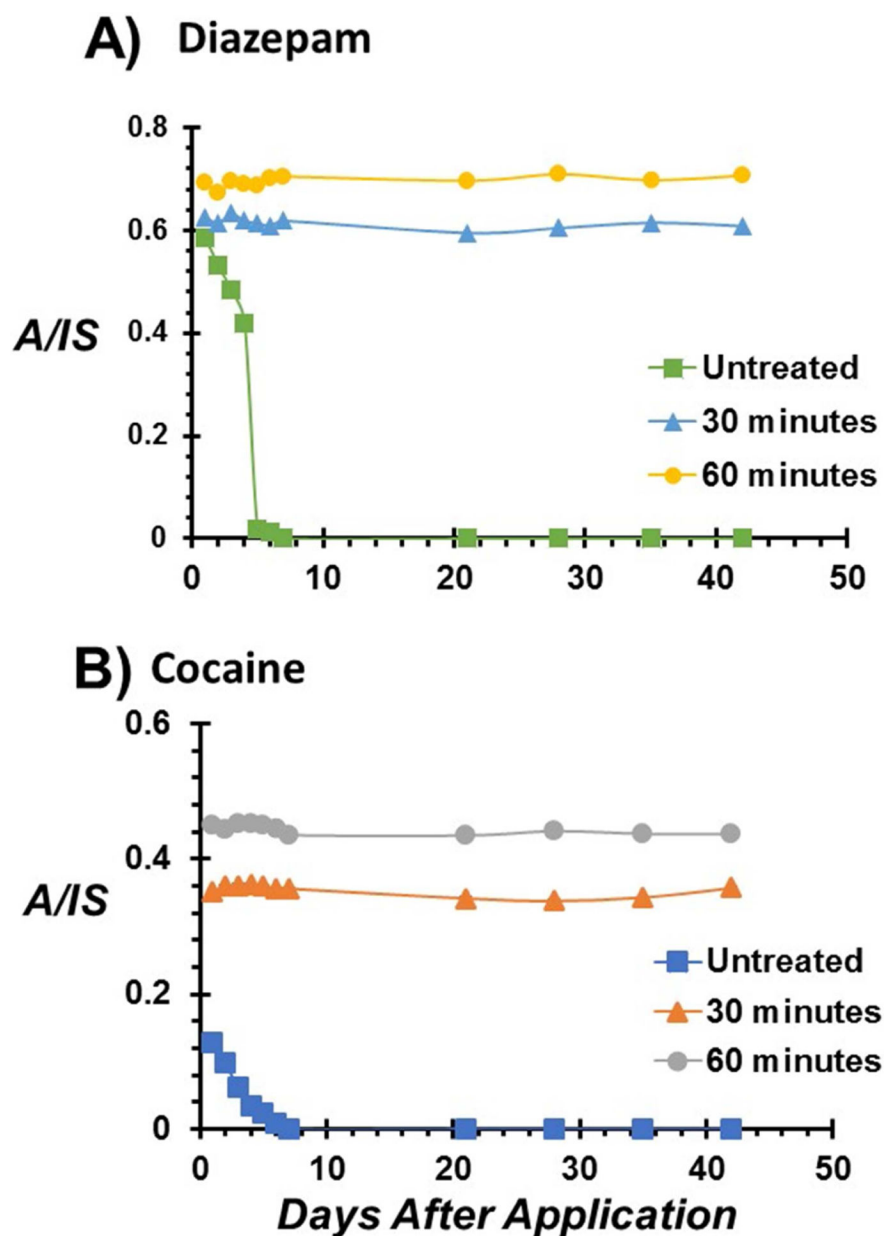 A) Diazepam
0.8
0.6
0.4
0.2
0
A/IS
Untreated
30 minutes
60 minutes
0 10 20 30 40 50
B) Cocaine
0.6
0.4
0.2
0
A/IS
Untreated
30 minutes
60 minutes
0 10 20 30 40 50
Days After Application